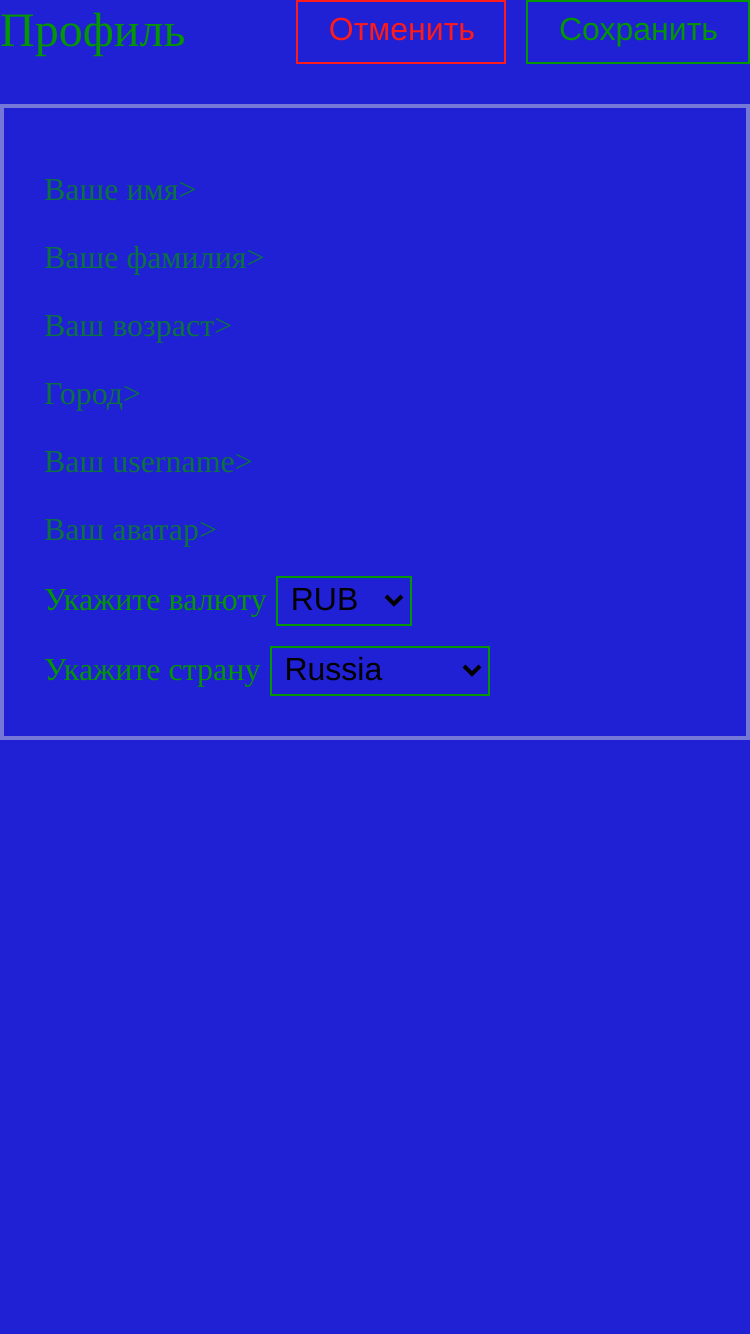 Профиль Отменить Сохранить
Ваше имя>
Ваше фамилия>
Ваш возраст>
Город>
Ваш username>
Ваш аватар>
Укажите валюту RUB
Укажите страну Russia